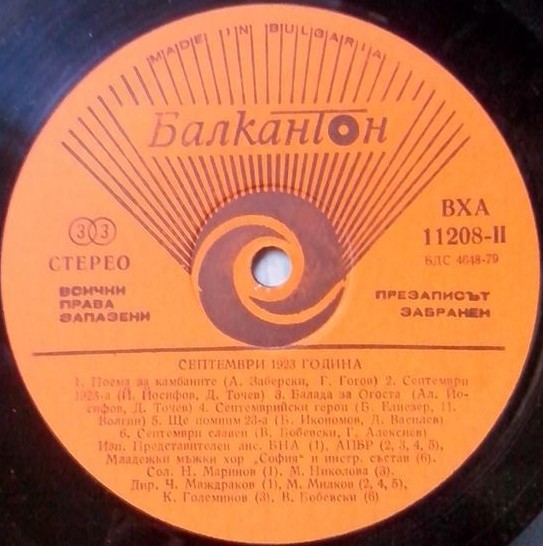 MADE IN BULGARIA
Балкантон
33
СТЕРЕО
ВХА
11208-II
БДС 4648-79
ВСИЧКИ
ПРАВА
ЗАПАЗЕНИ
ПРЕЗАПИСЪТ
ЗАБРАНЕН
СЕПТЕМВРИ 1923 ГОДИНА
1. Поема за камбаните (А. Заберски, Г. Гогов) 2. Септември
1923-а (Й. Йосифов, Д. Точев) 3. Балада за Огоста (Ал. Йо-
сифов, Д. Точев) 4. Септемврийски герои (Б. Елиезер, Н.
Волгин) 5. Ще помним 23-а (Б. Икономов, Д. Василев)
6. Септември славен (В. Бобевски, Г. Алексиев)
Изп. Представителен анс. БНА (1), АПБР (2, 3, 4, 5),
Младежки мъжки хор „София" и инстр. състав (6).
Сол. Н. Маринов (1), М. Николова (3).
Дир. Ч. Маждраков (1), М. Милков (2, 4, 5),
К. Големинов (3), В. Бобевски (6)